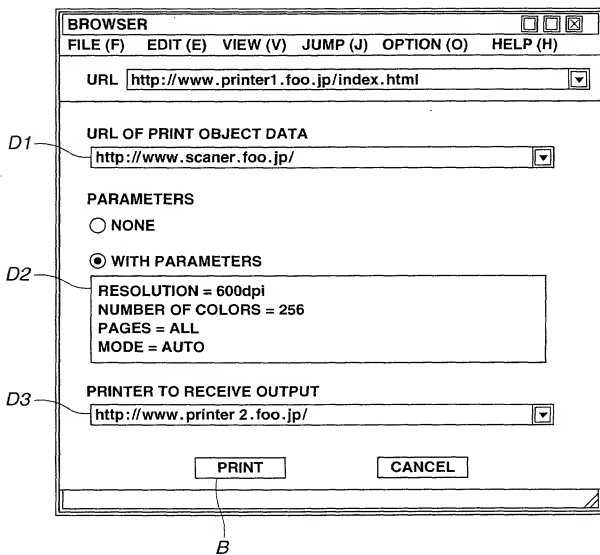 BROWSER
FILE (F) EDIT (E) VIEW (V) JUMP (J) OPTION (O) HELP (H)
URL http://www.printer1.foo.jp/index.html
URL OF PRINT OBJECT DATA
D1 http://www.scaner.foo.jp/
PARAMETERS
NONE
WITH PARAMETERS
D2
RESOLUTION = 600dpi
NUMBER OF COLORS = 256
PAGES = ALL
MODE = AUTO
PRINTER TO RECEIVE OUTPUT
D3 http://www.printer 2.foo.jp/
PRINT CANCEL
B